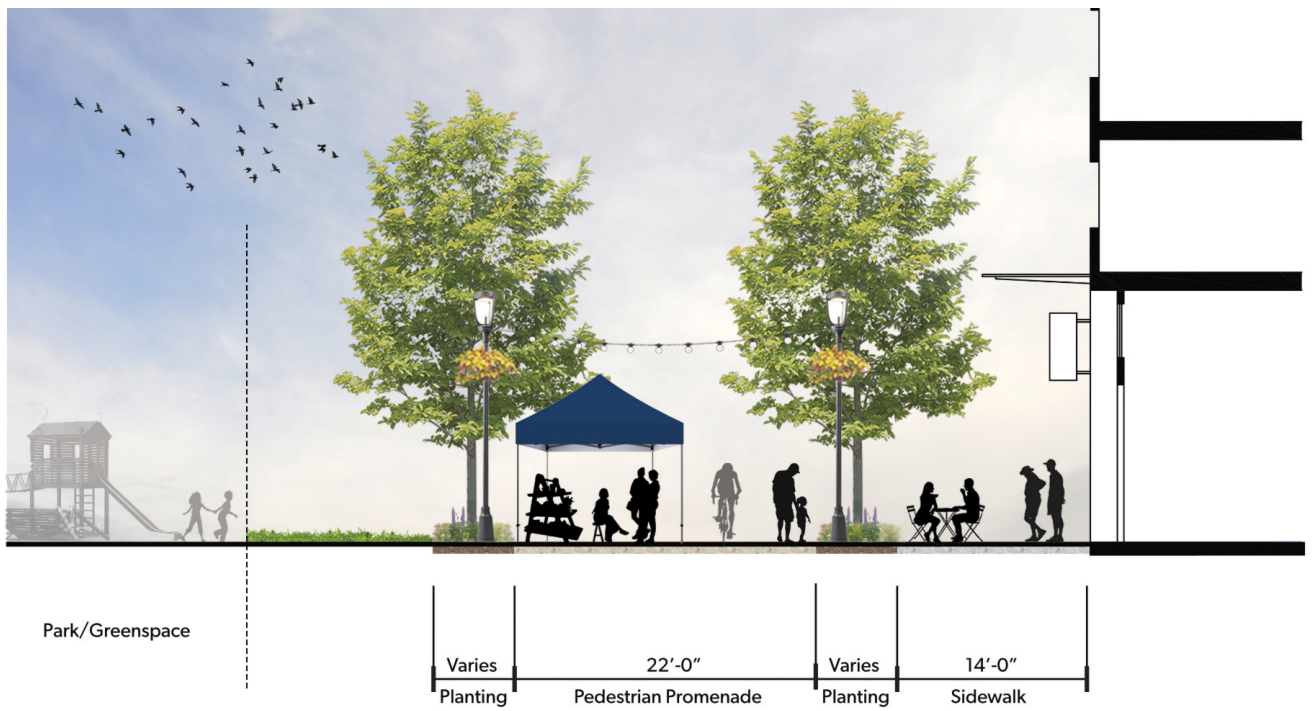 Park/Greenspace
Varies
22'-0"
Varies
14'-0"
Planting
Pedestrian Promenade
Planting
Sidewalk